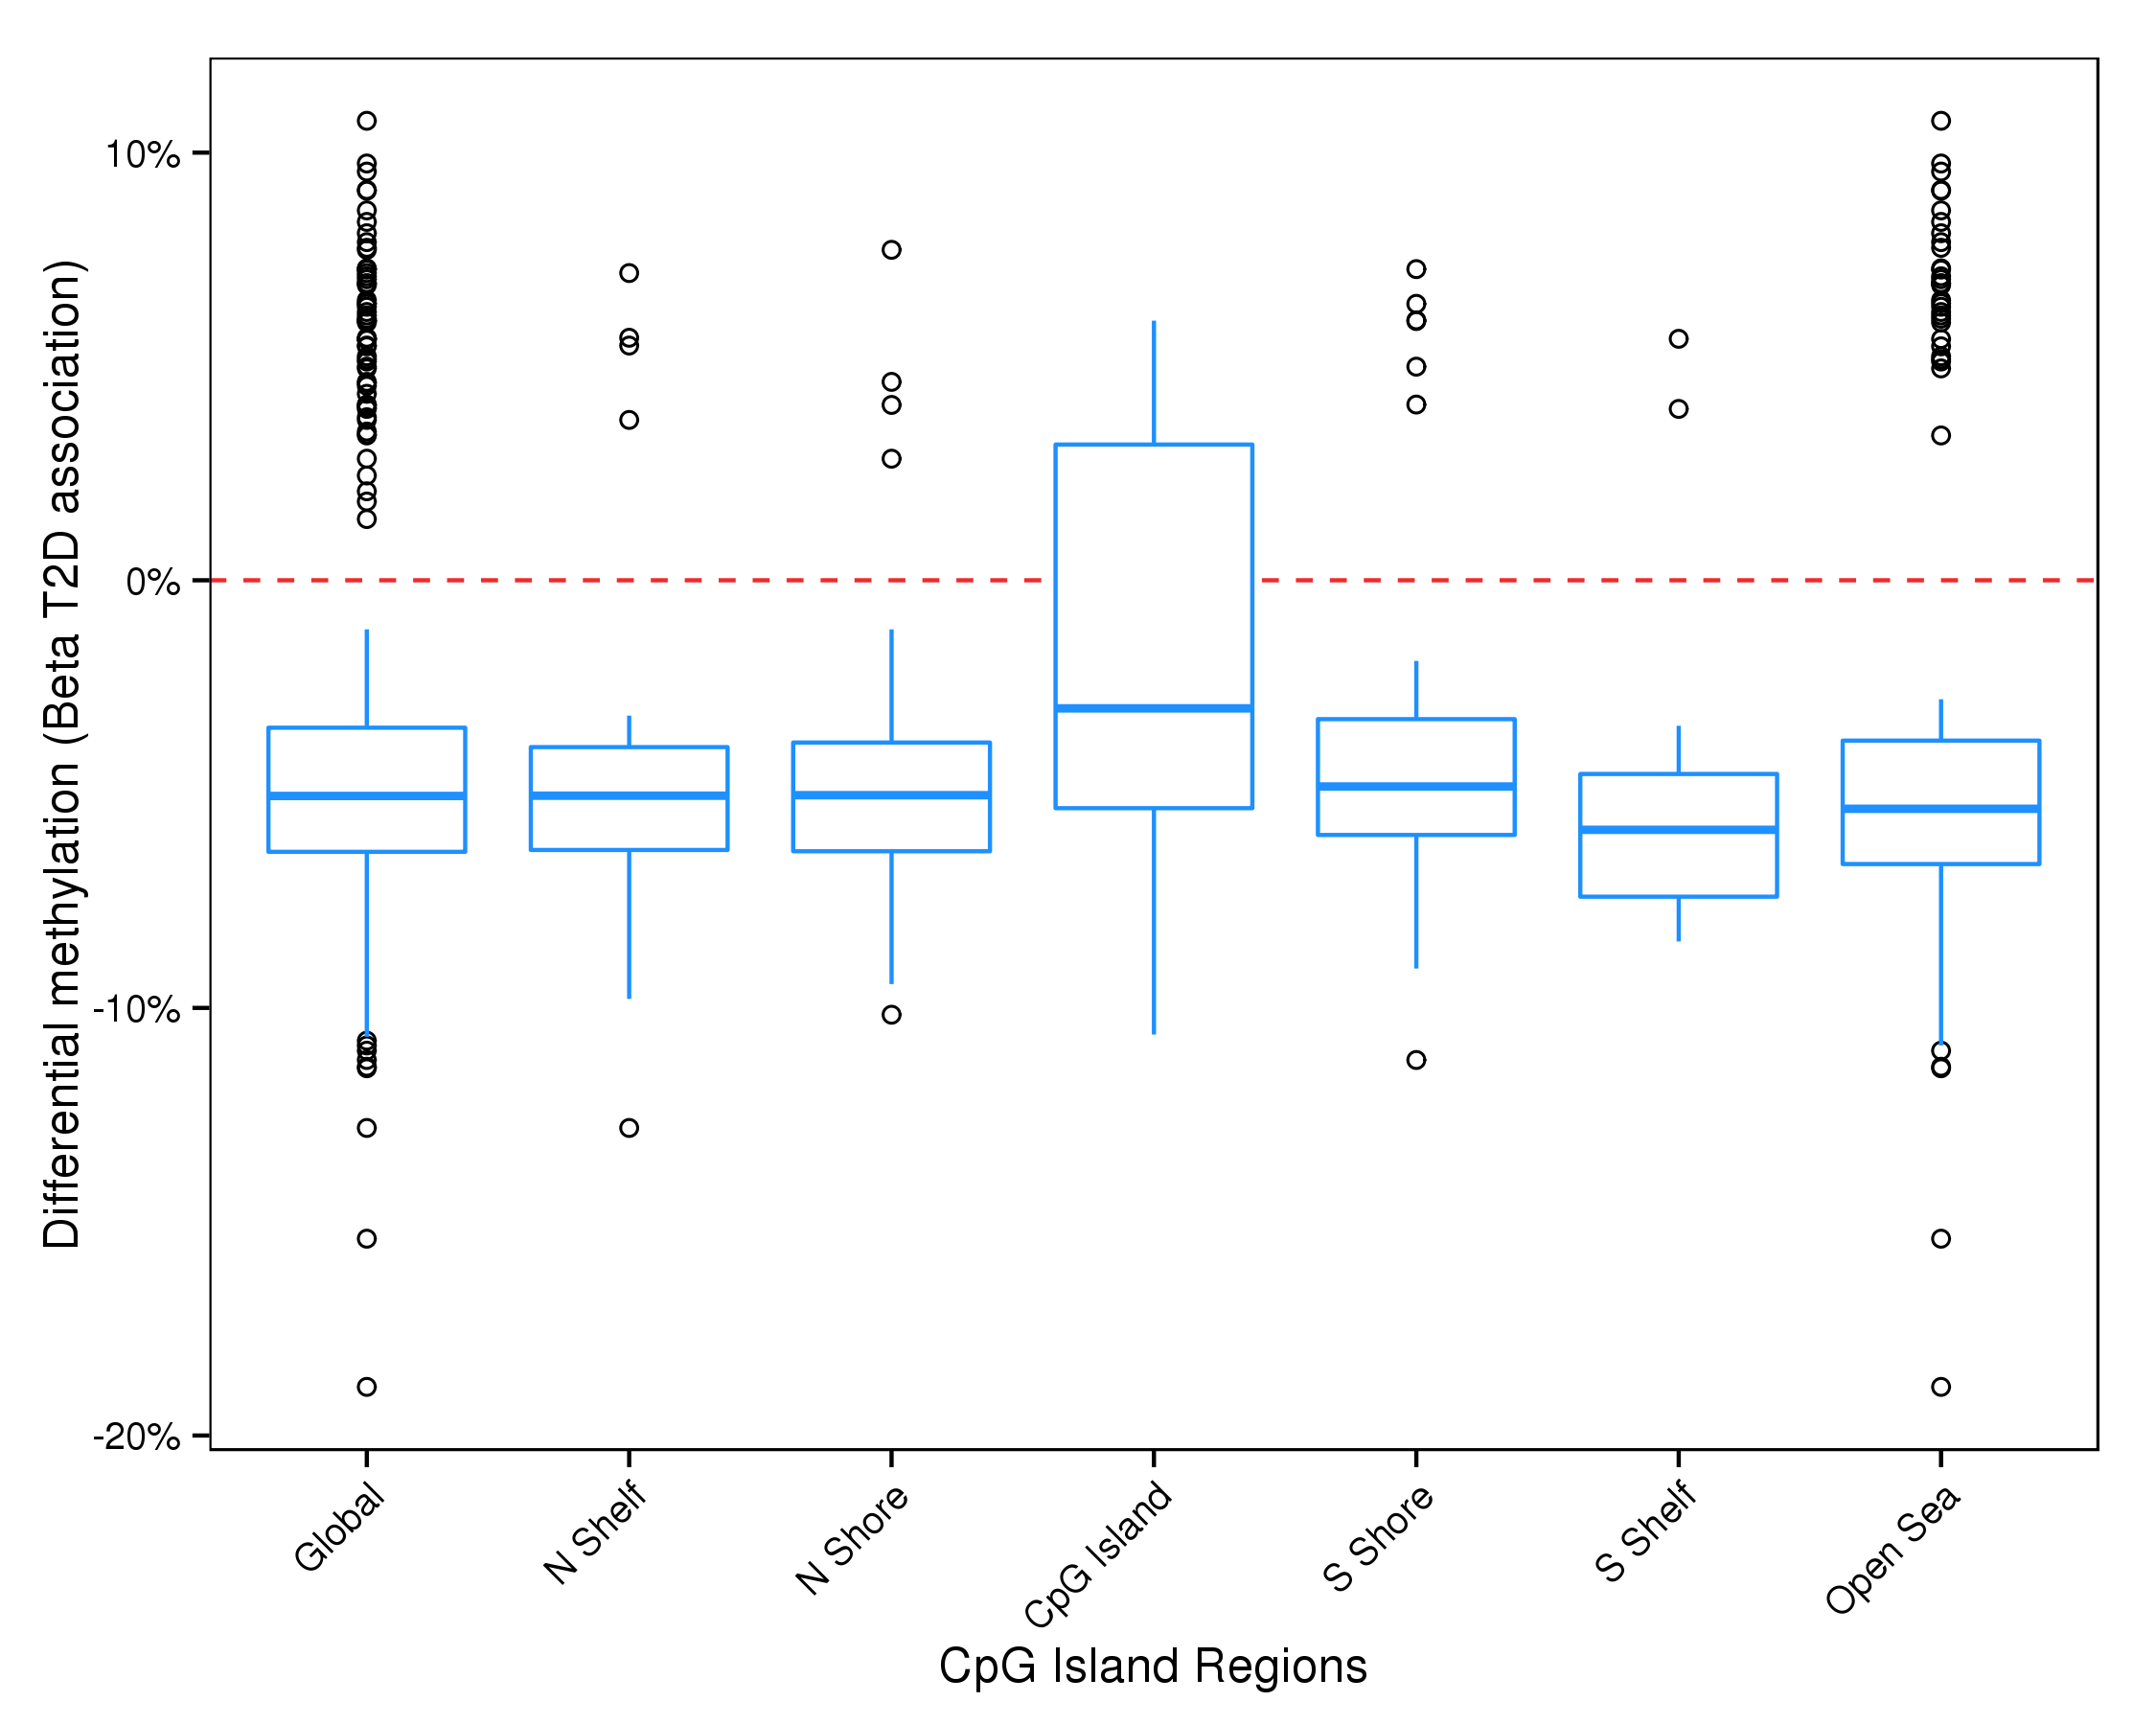 Differential methylation (Beta T2D association)
10%
0%
-10%
-20%
Global
N Shelf
N Shore
CpG Island
S Shore
S Shelf
Open Sea
CpG Island Regions